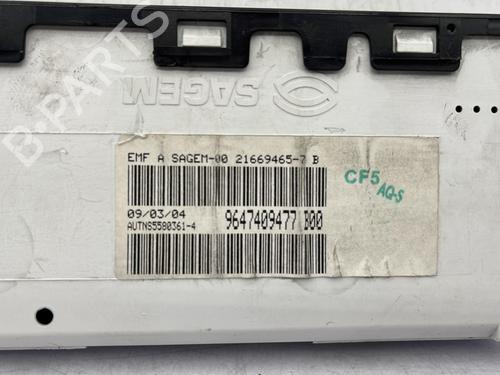 B-PARTS
SAGEM
EMF A SAGEM-00 21669465-7 B
CF5
AQ-S
09/03/04
9647409477 B00
AUTNS5580361-4